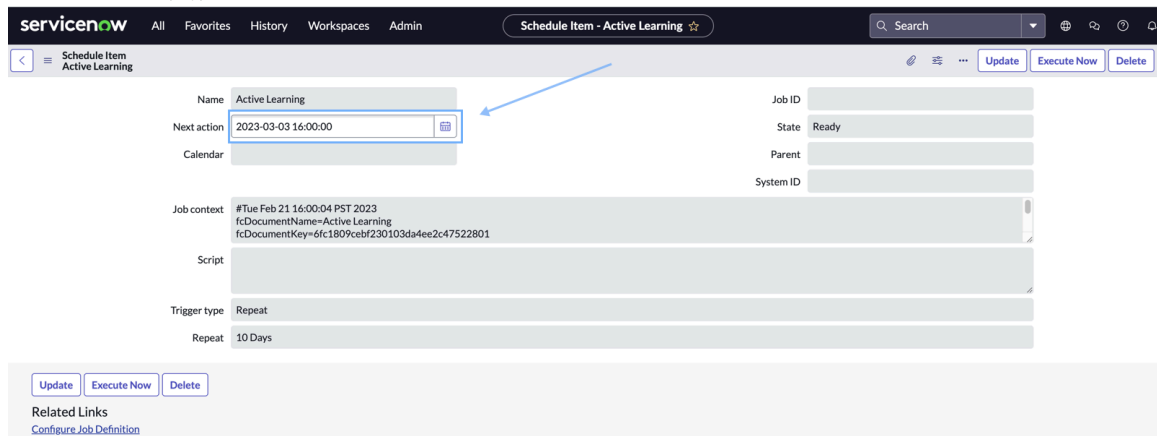 servicenow All Favorites History Workspaces Admin Schedule Item - Active Learning Search
Schedule Item
Active Learning
Update Execute Now Delete
Name Active Learning
Job ID
Next action 2023-03-03 16:00:00
State Ready
Calendar
Parent
System ID
Job context #Tue Feb 21 16:00:04 PST 2023
fcDocumentName=Active Learning
fcDocumentKey=6fc1809cebf230103da4ee2c47522801
Script
Trigger type Repeat
Repeat 10 Days
Update Execute Now Delete
Related Links
Configure Job Definition